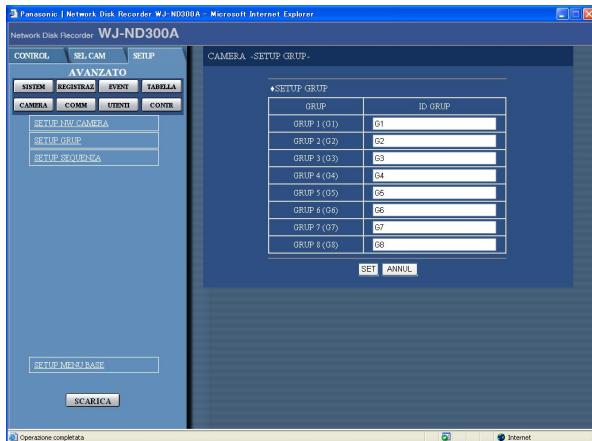 Panasonic | Network Disk Recorder WJ-ND300A - Microsoft Internet Explorer
Network Disk Recorder WJ-ND300A
CONTROL SEL CAM SETUP
AVANZATO
SISTEM REGISTRAZ EVENT TABELLA
CAMERA COMM UTENTI CONTR
SETUP NW CAMERA
SETUP GRUP
SETUP SEQUENZA
SETUP MENU BASE
SCARICA
CAMERA -SETUP GRUP-
♦SETUP GRUP
GRUP ID GRUP
GRUP 1 (G1) G1
GRUP 2 (G2) G2
GRUP 3 (G3) G3
GRUP 4 (G4) G4
GRUP 5 (G5) G5
GRUP 6 (G6) G6
GRUP 7 (G7) G7
GRUP 8 (G8) G8
SET ANNUL
Operazione completata Internet